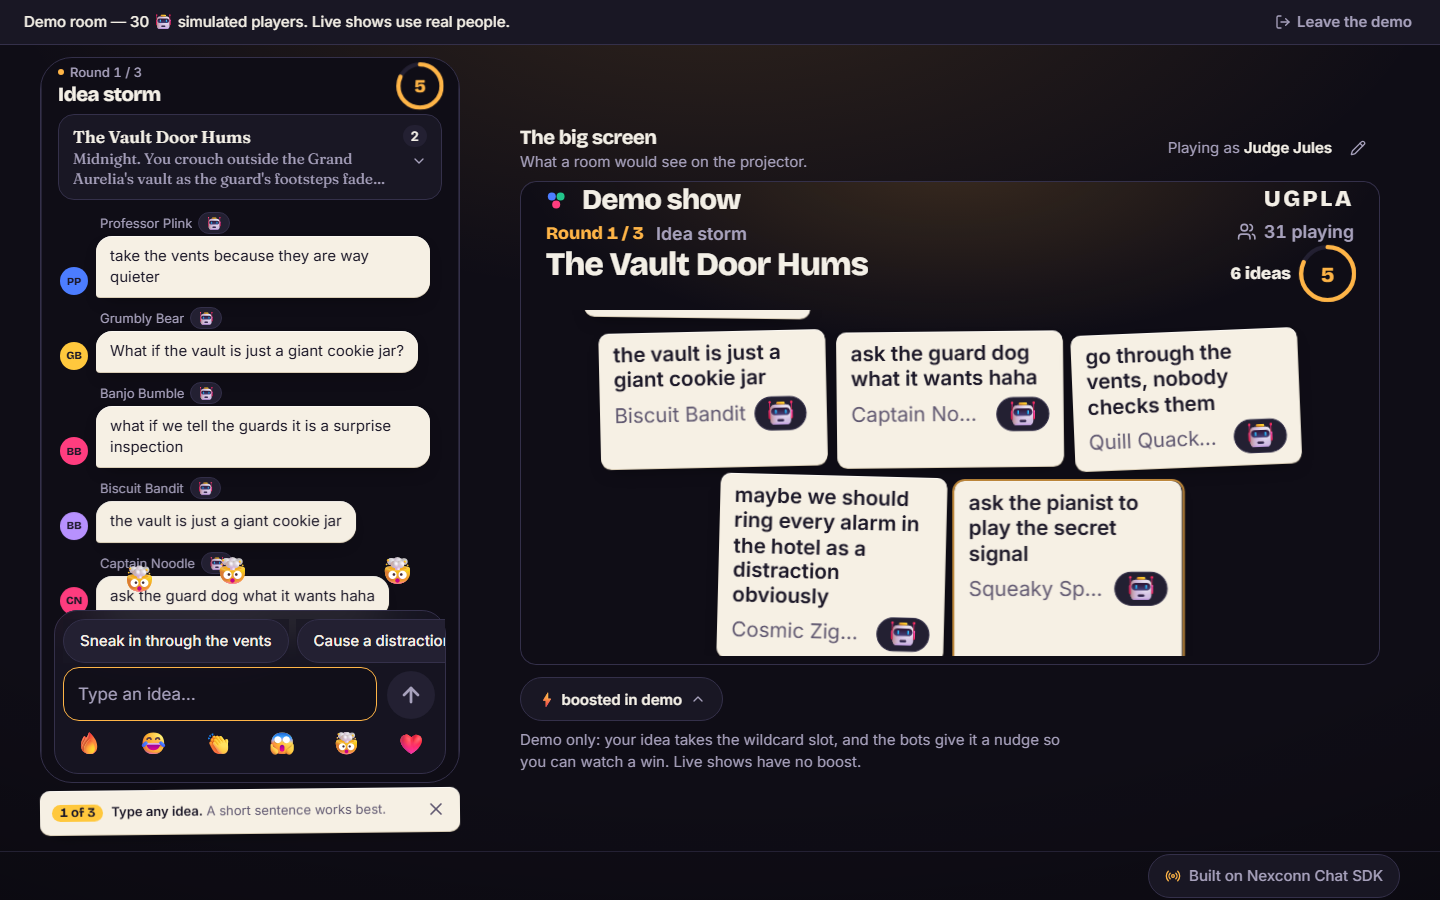 Demo room — 30 simulated players. Live shows use real people.
Leave the demo
Round 1 / 3
Idea storm
5
The Vault Door Hums
2
Midnight. You crouch outside the Grand
Aurelia's vault as the guard's footsteps fade...
Professor Plink
PP
take the vents because they are way
quieter
Grumbly Bear
GB
What if the vault is just a giant cookie jar?
Banjo Bumble
BB
what if we tell the guards it is a surprise
inspection
Biscuit Bandit
BB
the vault is just a giant cookie jar
Captain Noodle
CN
ask the guard dog what it wants haha
Sneak in through the vents
Cause a distraction
Type an idea...
1 of 3
Type any idea. A short sentence works best.
The big screen
What a room would see on the projector.
Playing as Judge Jules
Demo show
UGPLA
Round 1 / 3 Idea storm
31 playing
The Vault Door Hums
6 ideas
5
the vault is just a
giant cookie jar
Biscuit Bandit
ask the guard dog
what it wants haha
Captain No...
go through the
vents, nobody
checks them
Quill Quack...
maybe we should
ring every alarm in
the hotel as a
distraction
obviously
Cosmic Zig...
ask the pianist to
play the secret
signal
Squeaky Sp...
boosted in demo
Demo only: your idea takes the wildcard slot, and the bots give it a nudge so
you can watch a win. Live shows have no boost.
Built on Nexconn Chat SDK